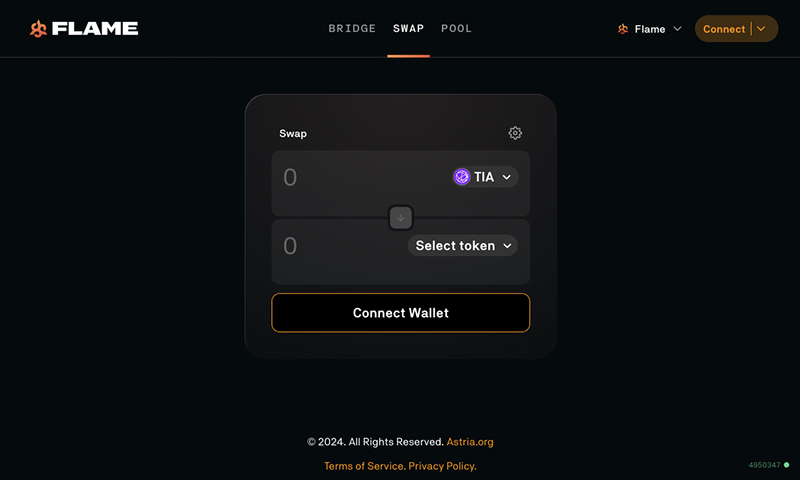 FLAME
BRIDGE SWAP POOL
Flame
Connect
Swap
0
TIA
0
Select token
Connect Wallet
© 2024. All Rights Reserved. Astria.org
Terms of Service. Privacy Policy.
4950347